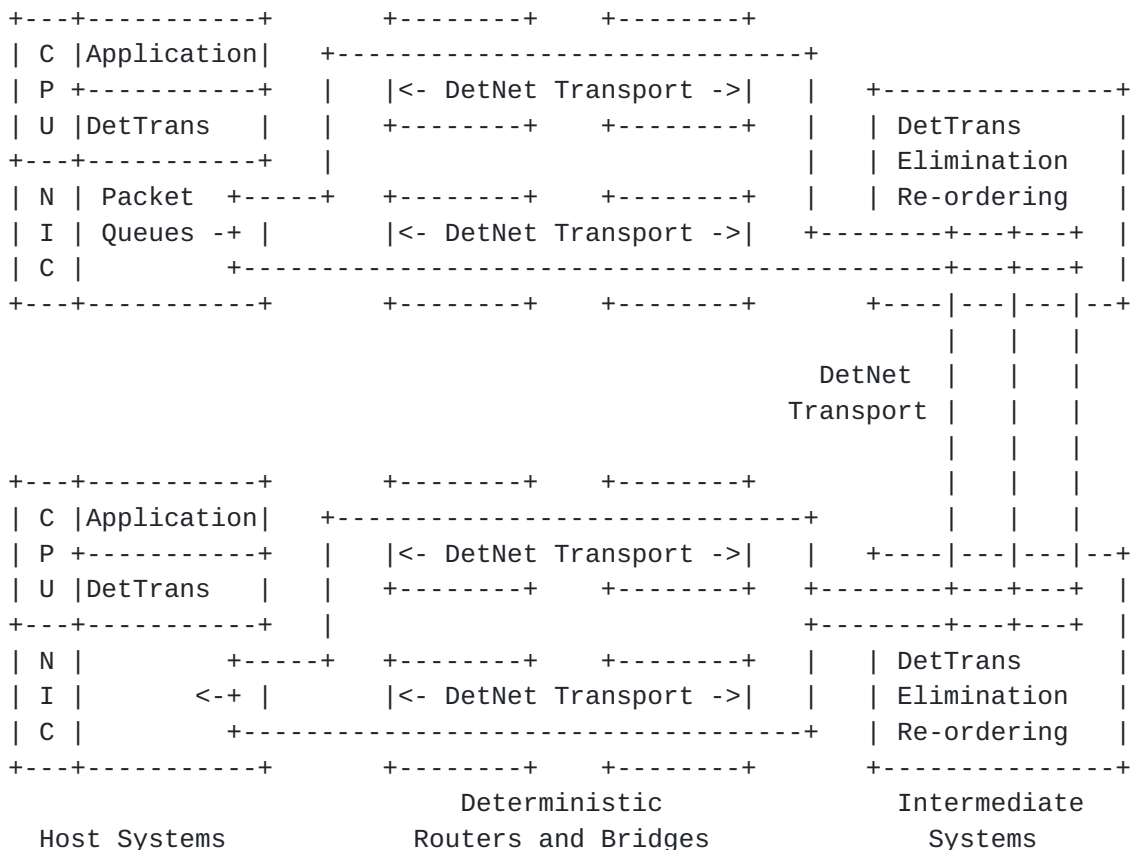 +---+-----------+       +--------+    +--------+
| C |Application|   +------------------------------+
| P +-----------+   |   |<- DetNet Transport ->|   |   +---------------+
| U |DetTrans   |   |   +--------+    +--------+   |   | DetTrans      |
+---+-----------+   |                              |   | Elimination   |
| N | Packet  +-----+   +--------+    +--------+   |   | Re-ordering   |
| I | Queues -+ |       |<- DetNet Transport ->|   +--------+---+---+  |
| C |         +---------------------------------------------+---+---+  |
+---+-----------+       +--------+    +--------+       +----|---|---|--+
                                                            |   |   |
                                                    DetNet  |   |   |
                                                  Transport |   |   |
                                                            |   |   |
+---+-----------+       +--------+    +--------+            |   |   |
| C |Application|   +------------------------------+        |   |   |
| P +-----------+   |   |<- DetNet Transport ->|   |   +----|---|---|--+
| U |DetTrans   |   |   +--------+    +--------+   +--------+---+---+  |
+---+-----------+   |                              +--------+---+---+  |
| N |         +-----+   +--------+    +--------+   |   | DetTrans      |
| I |       <-+ |       |<- DetNet Transport ->|   |   | Elimination   |
| C |         +------------------------------------+   | Re-ordering   |
+---+-----------+       +--------+    +--------+       +---------------+
                             Deterministic               Intermediate
  Host Systems            Routers and Bridges              Systems